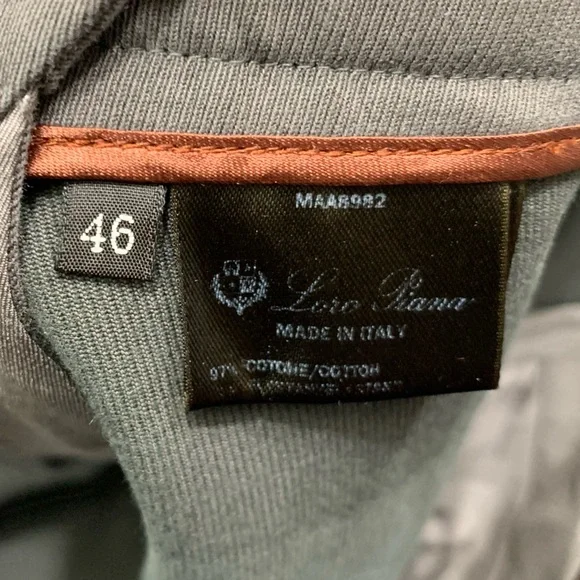 46
MAA8982
Loro Piana
MADE IN ITALY
97% COTONE/COTTON